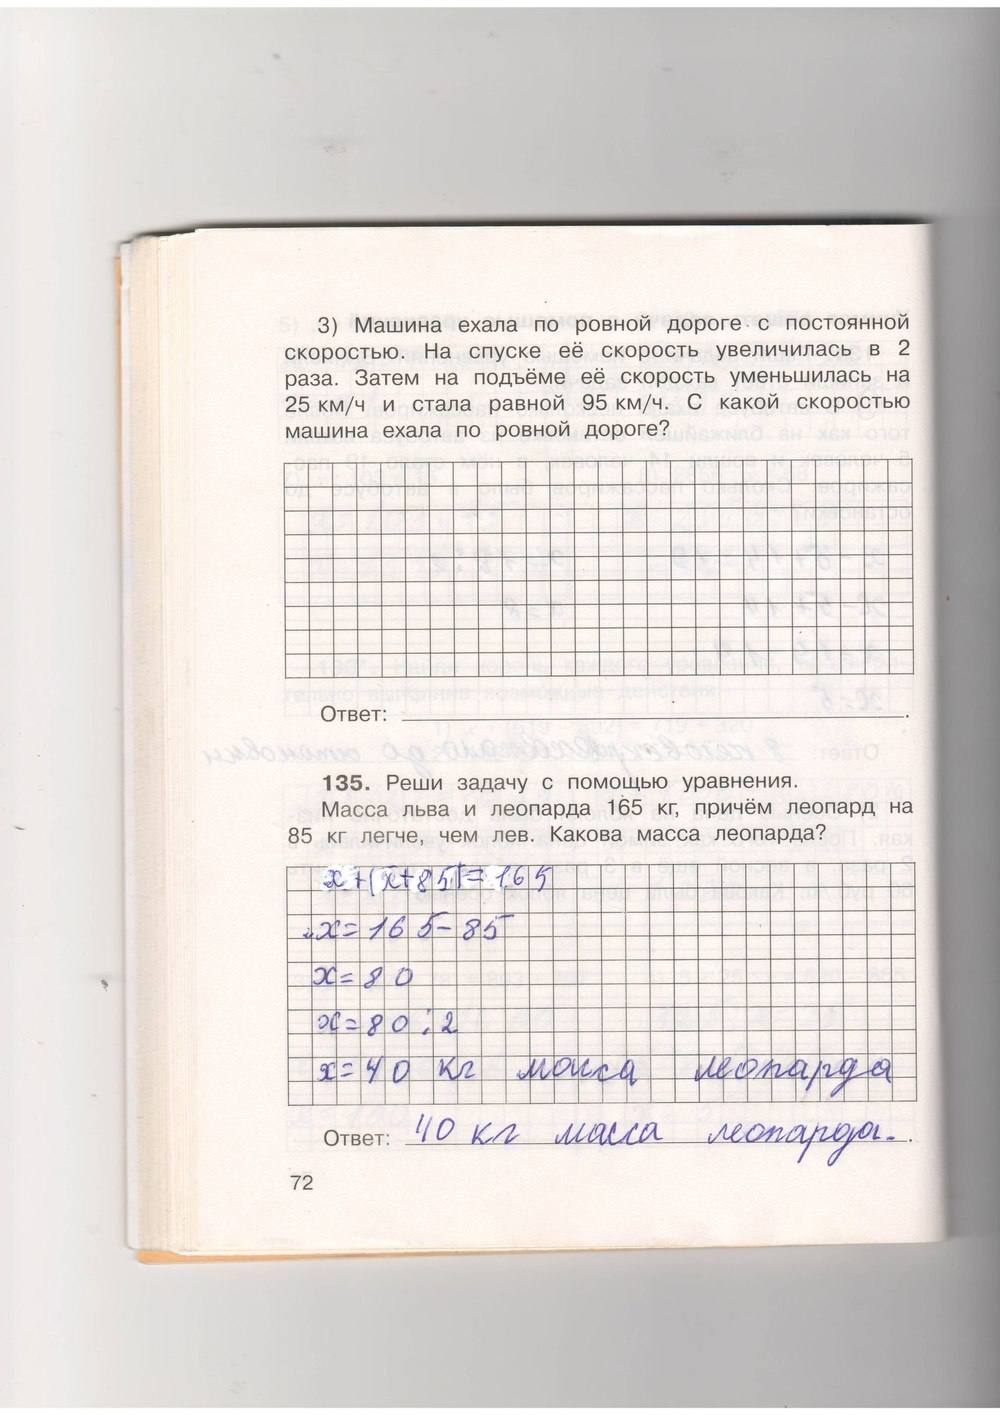 3) Машина ехала по ровной дороге с постоянной
скоростью. На спуске её скорость увеличилась в 2
раза. Затем на подъёме её скорость уменьшилась на
25 км/ч и стала равной 95 км/ч. С какой скоростью
машина ехала по ровной дороге?
Ответ:
135. Реши задачу с помощью уравнения.
Масса льва и леопарда 165 кг, причём леопард на
85 кг легче, чем лев. Какова масса леопарда?
x+(x+85)=165
x=165-85
x=80
x=80:2
x=40 кг масса леопарда
Ответ: 40 кг масса леопарда.
72